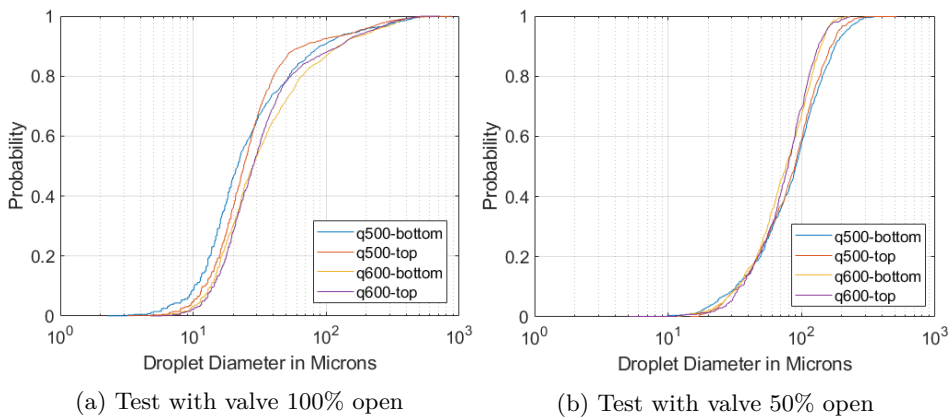 1
0.8
0.6
0.4
0.2
0
Probability
10^0
10^1
10^2
10^3
Droplet Diameter in Microns
q500-bottom
q500-top
q600-bottom
q600-top
(a) Test with valve 100% open
1
0.8
0.6
0.4
0.2
0
Probability
10^0
10^1
10^2
10^3
Droplet Diameter in Microns
q500-bottom
q500-top
q600-bottom
q600-top
(b) Test with valve 50% open